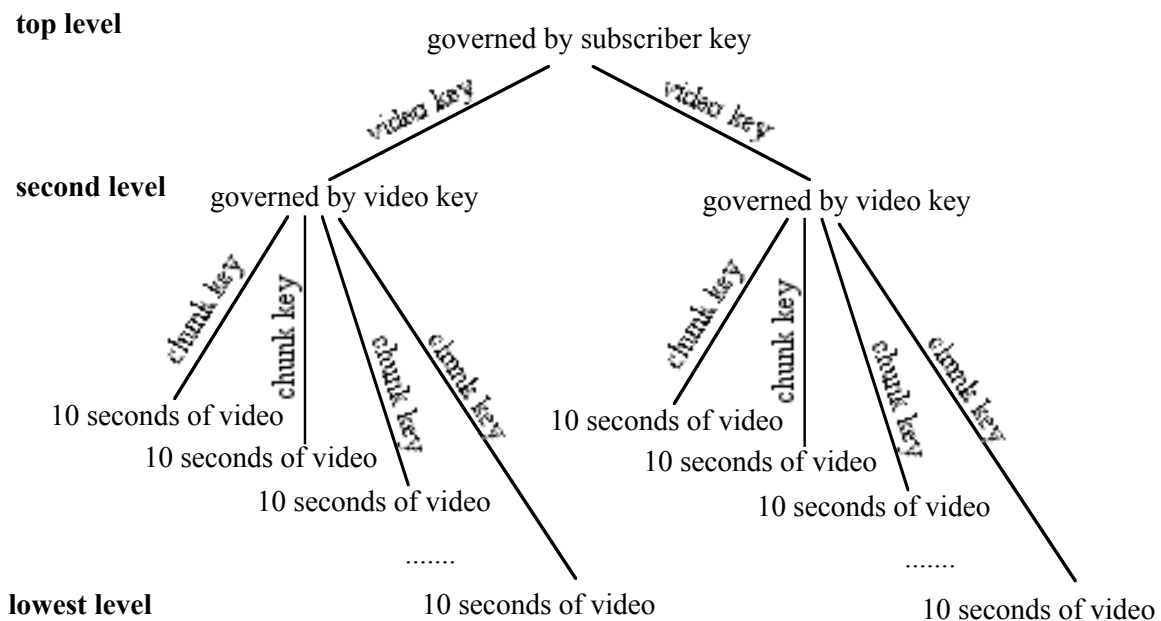 top level
governed by subscriber key
video key
video key
second level
governed by video key
governed by video key
chunk key
chunk key
chunk key
chunk key
chunk key
chunk key
chunk key
chunk key
10 seconds of video
10 seconds of video
10 seconds of video
10 seconds of video
10 seconds of video
10 seconds of video
.......
.......
lowest level
10 seconds of video
10 seconds of video